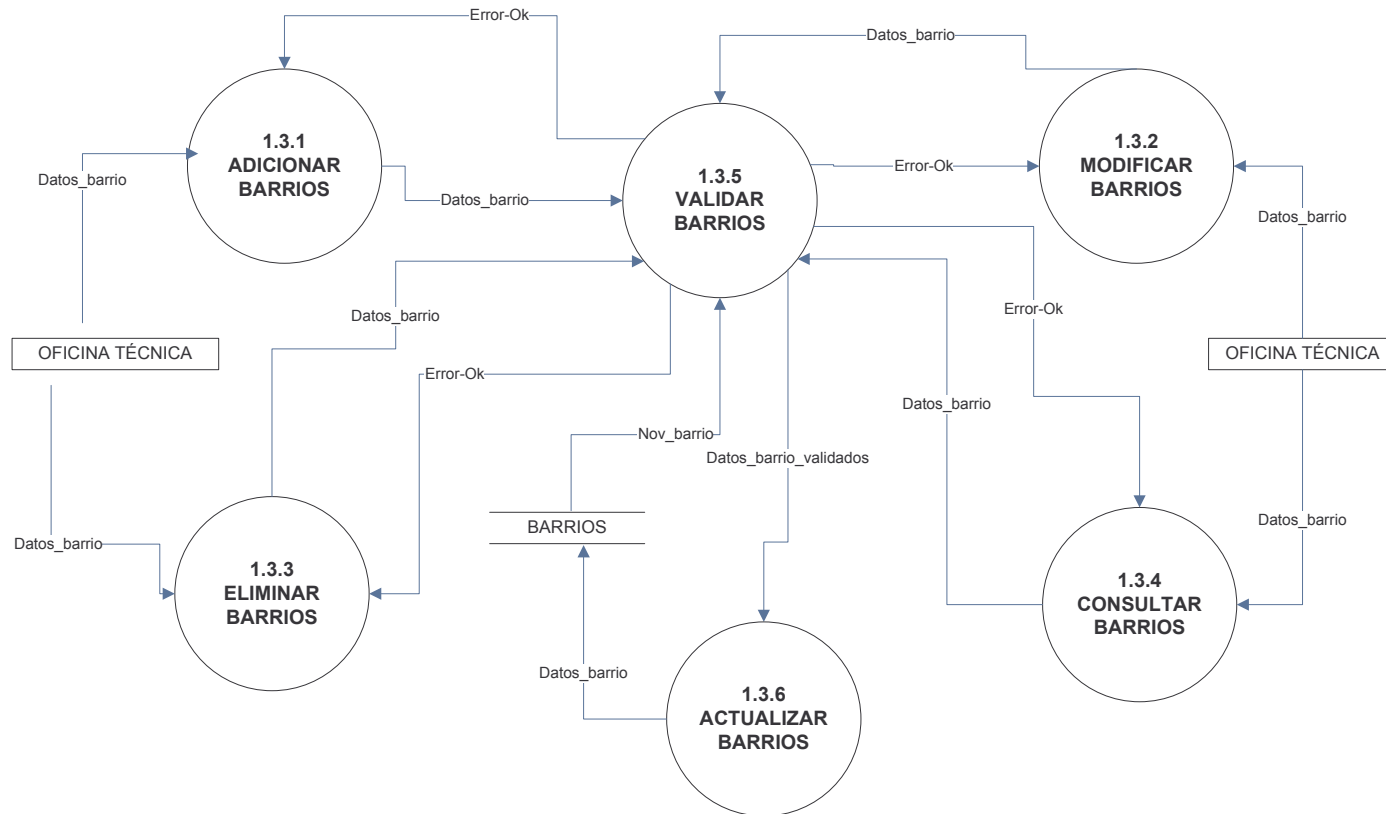 Error-Ok
Datos_barrio
1.3.1
ADICIONAR
BARRIOS
1.3.2
MODIFICAR
BARRIOS
1.3.5
VALIDAR
BARRIOS
Error-Ok
Datos_barrio
Datos_barrio
Datos_barrio
Datos_barrio
Error-Ok
OFICINA TÉCNICA
OFICINA TÉCNICA
Error-Ok
Datos_barrio
Nov_barrio
Datos_barrio_validados
BARRIOS
Datos_barrio
Datos_barrio
1.3.3
ELIMINAR
BARRIOS
1.3.4
CONSULTAR
BARRIOS
Datos_barrio
1.3.6
ACTUALIZAR
BARRIOS